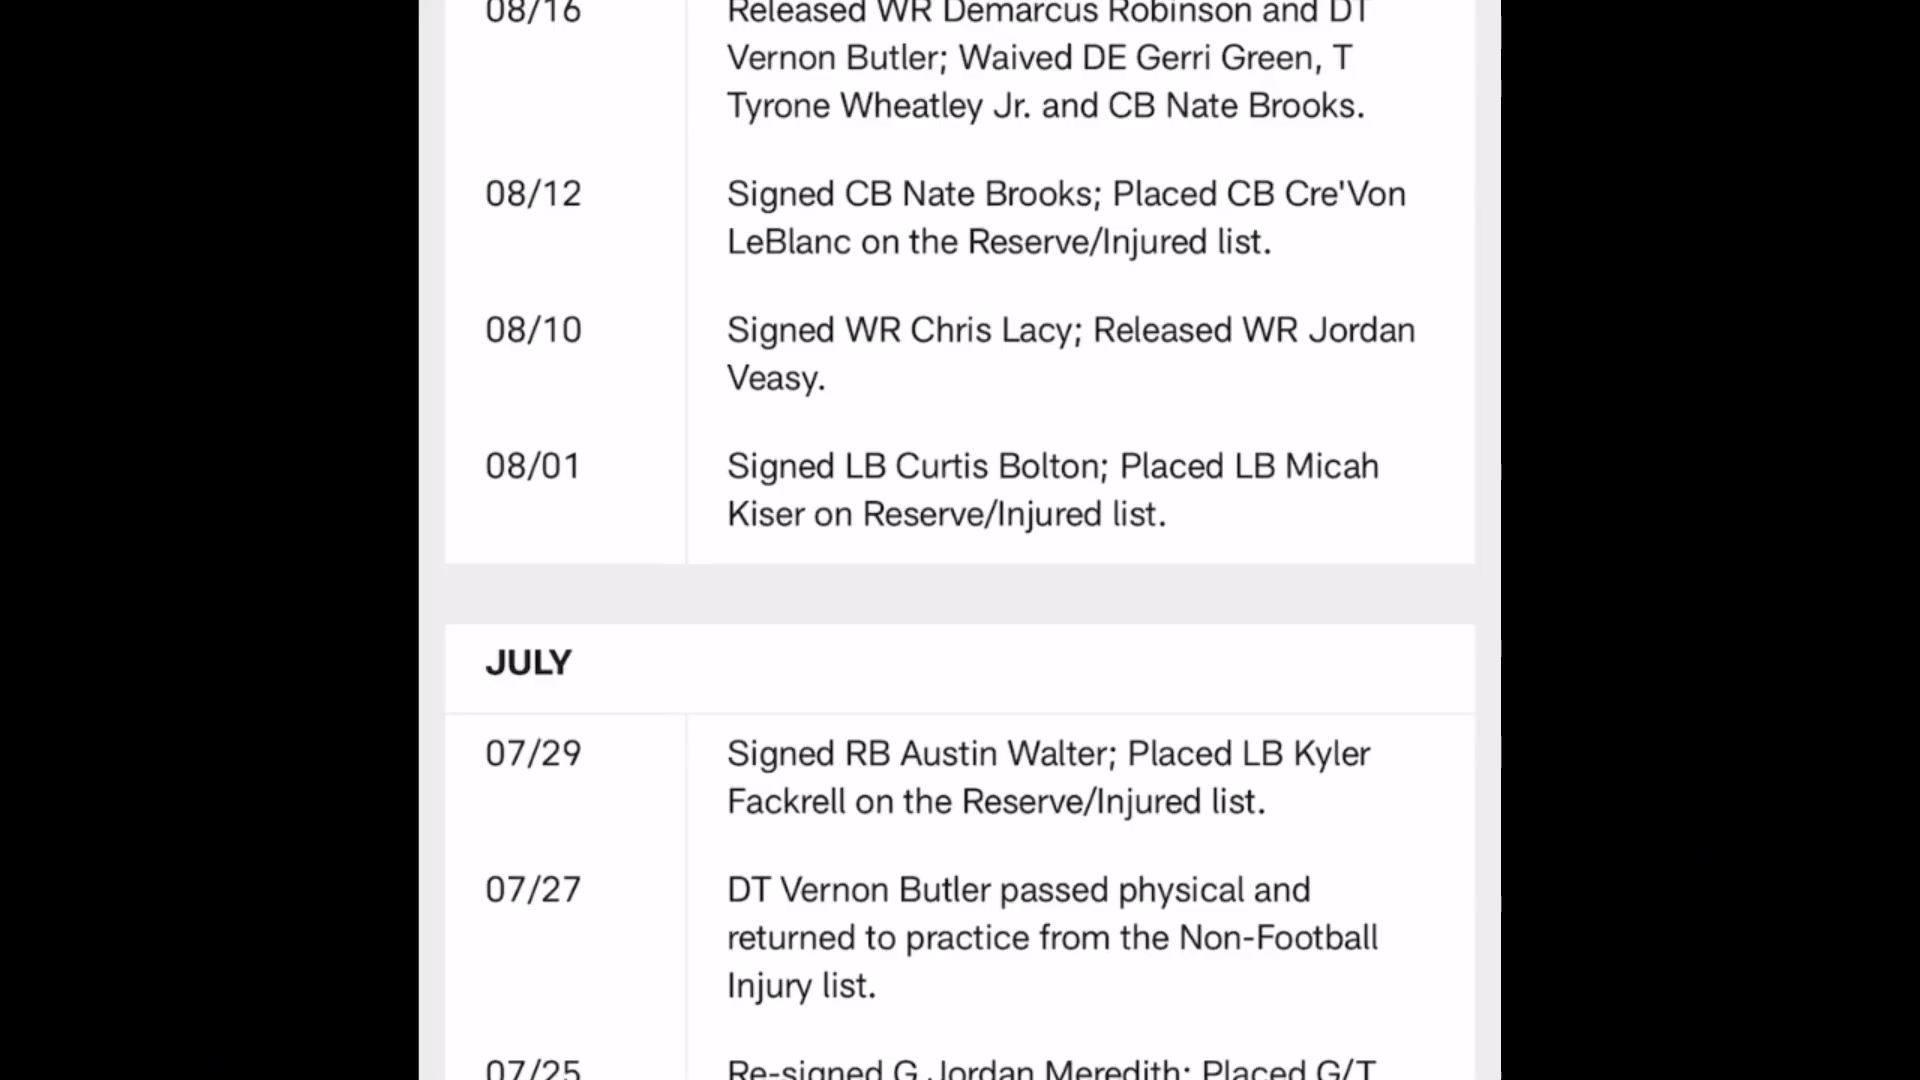 08/16
Released WR Demarcus Robinson and DT
Vernon Butler; Waived DE Gerri Green, T
Tyrone Wheatley Jr. and CB Nate Brooks.
08/12
Signed CB Nate Brooks; Placed CB Cre'Von
LeBlanc on the Reserve/Injured list.
08/10
Signed WR Chris Lacy; Released WR Jordan
Veasy.
08/01
Signed LB Curtis Bolton; Placed LB Micah
Kiser on Reserve/Injured list.
JULY
07/29
Signed RB Austin Walter; Placed LB Kyler
Fackrell on the Reserve/Injured list.
07/27
DT Vernon Butler passed physical and
returned to practice from the Non-Football
Injury list.
07/25
Re-signed G Jordan Meredith; Placed G/T